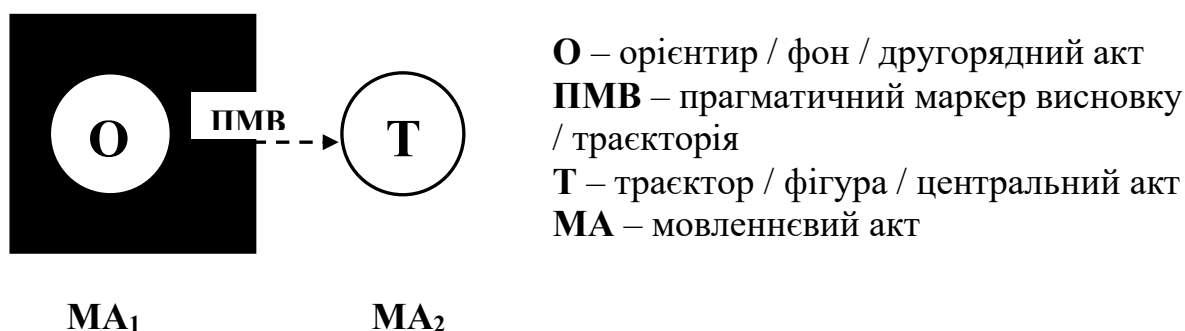 О
ПМВ
Т
О – орієнтир / фон / другорядний акт
ПМВ – прагматичний маркер висновку
/ траєкторія
Т – траєктор / фігура / центральний акт
МА – мовленнєвий акт
МА₁
МА₂